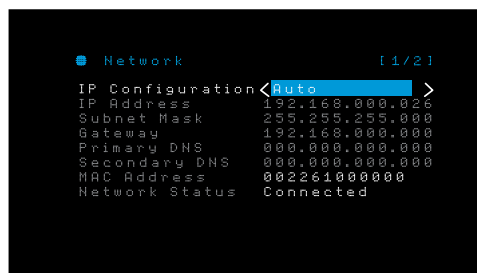 Network [1/2]
IP Configuration Auto
IP Address 192.168.000.026
Subnet Mask 255.255.255.000
Gateway 192.168.000.000
Primary DNS 000.000.000.000
Secondary DNS 000.000.000.000
MAC Address 002261000000
Network Status Connected